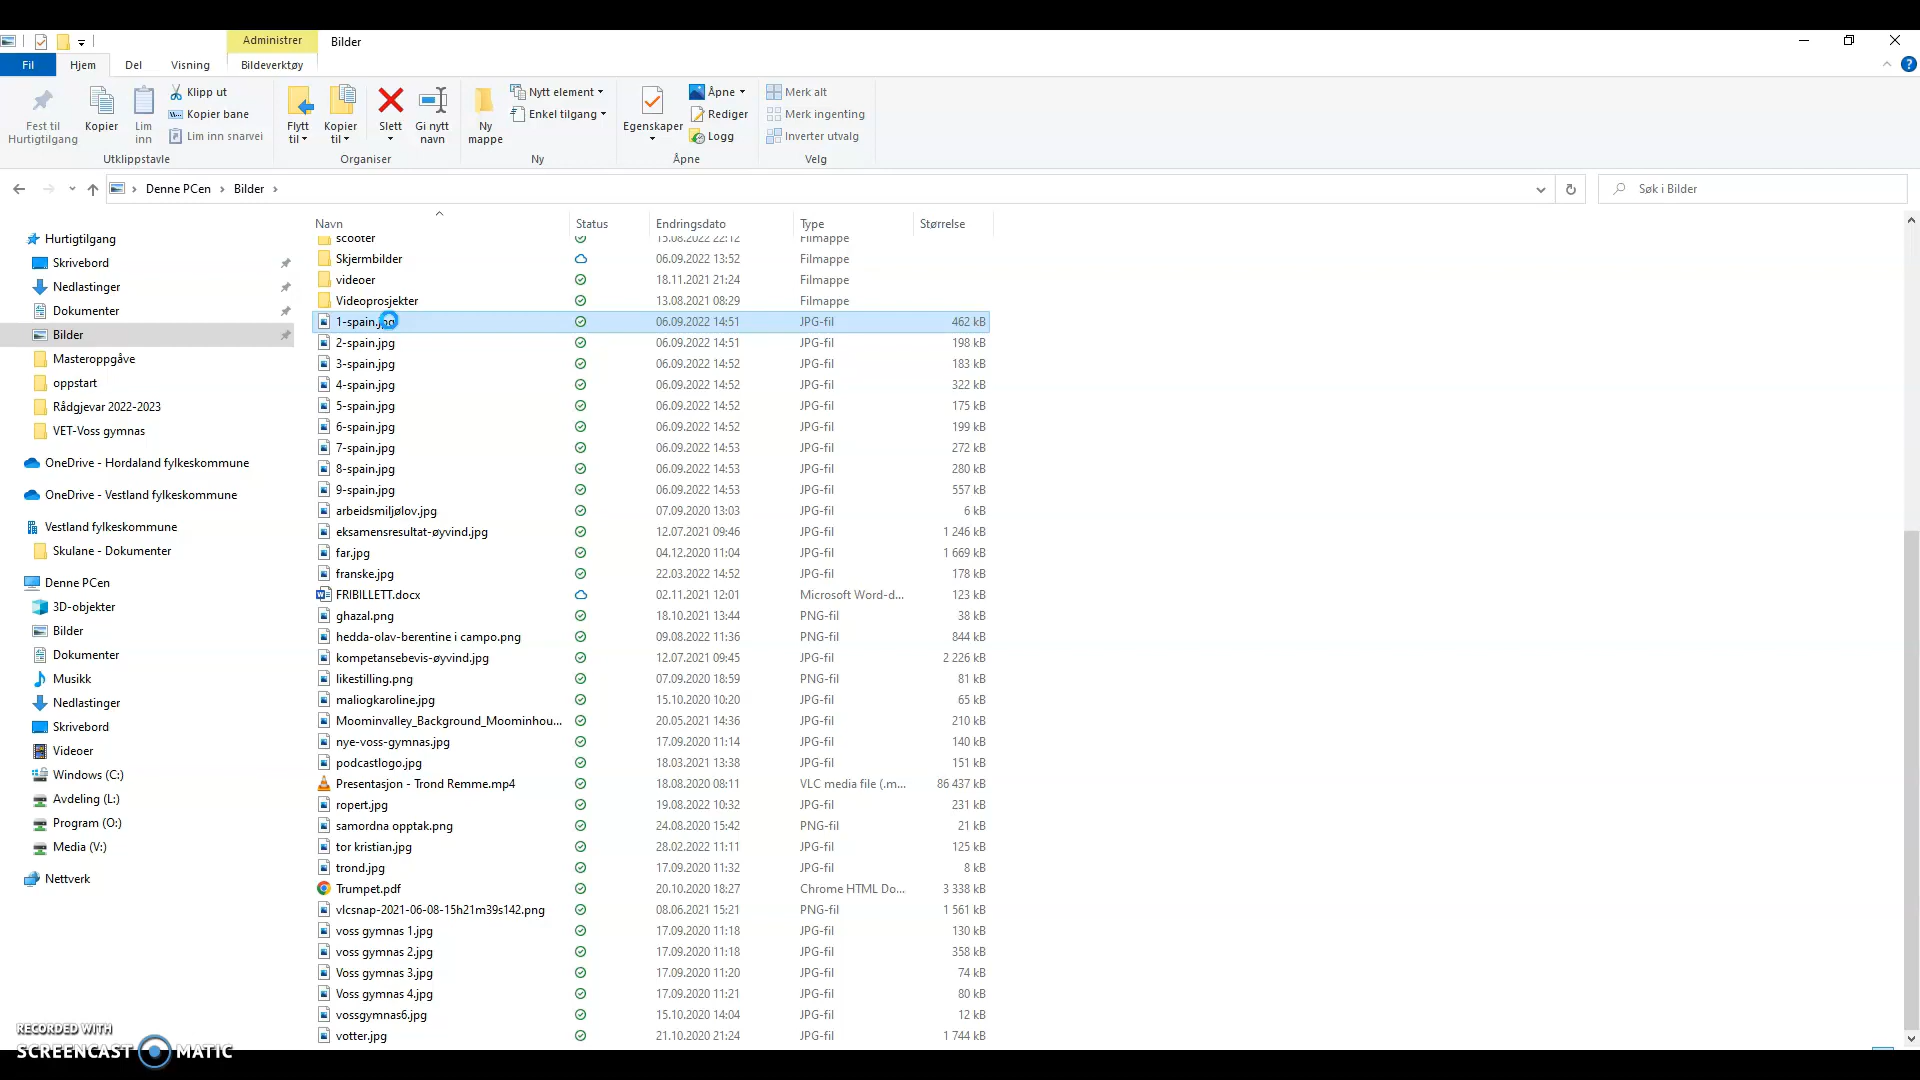 Administrer
Bilder
Fil
Hjem
Del
Visning
Bildeverktøy
Fest til
Hurtigtilgang
Kopier
Lim
inn
Klipp ut
Kopier bane
Lim inn snarvei
Utklippstavle
Flytt
til
Kopier
til
Slett
Gi nytt
navn
Organiser
Ny
mappe
Nytt element
Enkel tilgang
Ny
Egenskaper
Åpne
Rediger
Logg
Åpne
Merk alt
Merk ingenting
Inverter utvalg
Velg
Denne PCen > Bilder >
Søk i Bilder
Hurtigtilgang
Skrivebord
Nedlastinger
Dokumenter
Bilder
Masteroppgåve
oppstart
Rådgjevar 2022-2023
VET-Voss gymnas
OneDrive - Hordaland fylkeskommune
OneDrive - Vestland fylkeskommune
Vestland fylkeskommune
Skulane - Dokumenter
Denne PCen
3D-objekter
Bilder
Dokumenter
Musikk
Nedlastinger
Skrivebord
Videoer
Windows (C:)
Avdeling (L:)
Program (O:)
Media (V:)
Nettverk
Navn Status Endringsdato Type Størrelse
scooter 15.08.2022 22:12 Filmappe
Skjermbilder 06.09.2022 13:52 Filmappe
videoer 18.11.2021 21:24 Filmappe
Videoprosjekter 13.08.2021 08:29 Filmappe
1-spain.jpg 06.09.2022 14:51 JPG-fil 462 kB
2-spain.jpg 06.09.2022 14:51 JPG-fil 198 kB
3-spain.jpg 06.09.2022 14:52 JPG-fil 183 kB
4-spain.jpg 06.09.2022 14:52 JPG-fil 322 kB
5-spain.jpg 06.09.2022 14:52 JPG-fil 175 kB
6-spain.jpg 06.09.2022 14:52 JPG-fil 199 kB
7-spain.jpg 06.09.2022 14:53 JPG-fil 272 kB
8-spain.jpg 06.09.2022 14:53 JPG-fil 280 kB
9-spain.jpg 06.09.2022 14:53 JPG-fil 557 kB
arbeidsmiljølov.jpg 07.09.2020 13:03 JPG-fil 6 kB
eksamensresultat-øyvind.jpg 12.07.2021 09:46 JPG-fil 1 246 kB
far.jpg 04.12.2020 11:04 JPG-fil 1 669 kB
franske.jpg 22.03.2022 14:52 JPG-fil 178 kB
FRIBILLETT.docx 02.11.2021 12:01 Microsoft Word-d... 123 kB
ghazal.png 18.10.2021 13:44 PNG-fil 38 kB
hedda-olav-berentine i campo.png 09.08.2022 11:36 PNG-fil 844 kB
kompetansebevis-øyvind.jpg 12.07.2021 09:45 JPG-fil 2 226 kB
likestilling.png 07.09.2020 18:59 PNG-fil 81 kB
maliogkaroline.jpg 15.10.2020 10:20 JPG-fil 65 kB
Moominvalley_Background_Moominhou... 20.05.2021 14:36 JPG-fil 210 kB
nye-voss-gymnas.jpg 17.09.2020 11:14 JPG-fil 140 kB
podcastlogo.jpg 18.03.2021 13:38 JPG-fil 151 kB
Presentasjon - Trond Remme.mp4 18.08.2020 08:11 VLC media file (.m... 86 437 kB
ropert.jpg 19.08.2022 10:32 JPG-fil 231 kB
samordna opptak.png 24.08.2020 15:42 PNG-fil 21 kB
tor kristian.jpg 28.02.2022 11:11 JPG-fil 125 kB
trond.jpg 17.09.2020 11:32 JPG-fil 8 kB
Trumpet.pdf 20.10.2020 18:27 Chrome HTML Do... 3 338 kB
vlcsnap-2021-06-08-15h21m39s142.png 08.06.2021 15:21 PNG-fil 1 561 kB
voss gymnas 1.jpg 17.09.2020 11:18 JPG-fil 130 kB
voss gymnas 2.jpg 17.09.2020 11:18 JPG-fil 358 kB
Voss gymnas 3.jpg 17.09.2020 11:20 JPG-fil 74 kB
Voss gymnas 4.jpg 17.09.2020 11:21 JPG-fil 80 kB
vossgymnas6.jpg 15.10.2020 14:04 JPG-fil 12 kB
votter.jpg 21.10.2020 21:24 JPG-fil 1 744 kB
RECORDED WITH
SCREENCAST MATIC